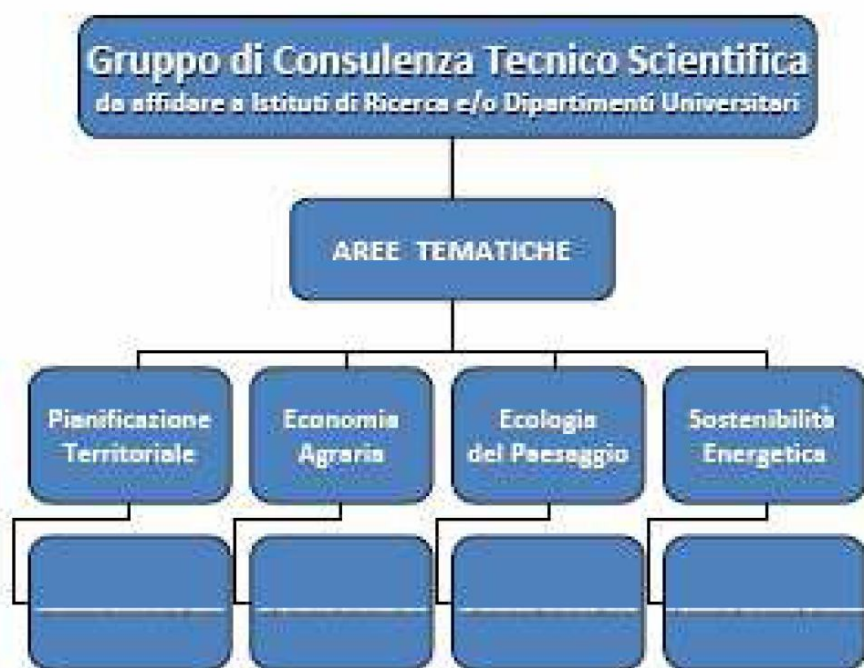 Gruppo di Consulenza Tecnico Scientifica
da affidare a Istituti di Ricerca e/o Dipartimenti Universitari
AREE TEMATICHE
Pianificazione
Territoriale
Economia
Agraria
Ecologia
del Paesaggio
Sostenibilità
Energetica